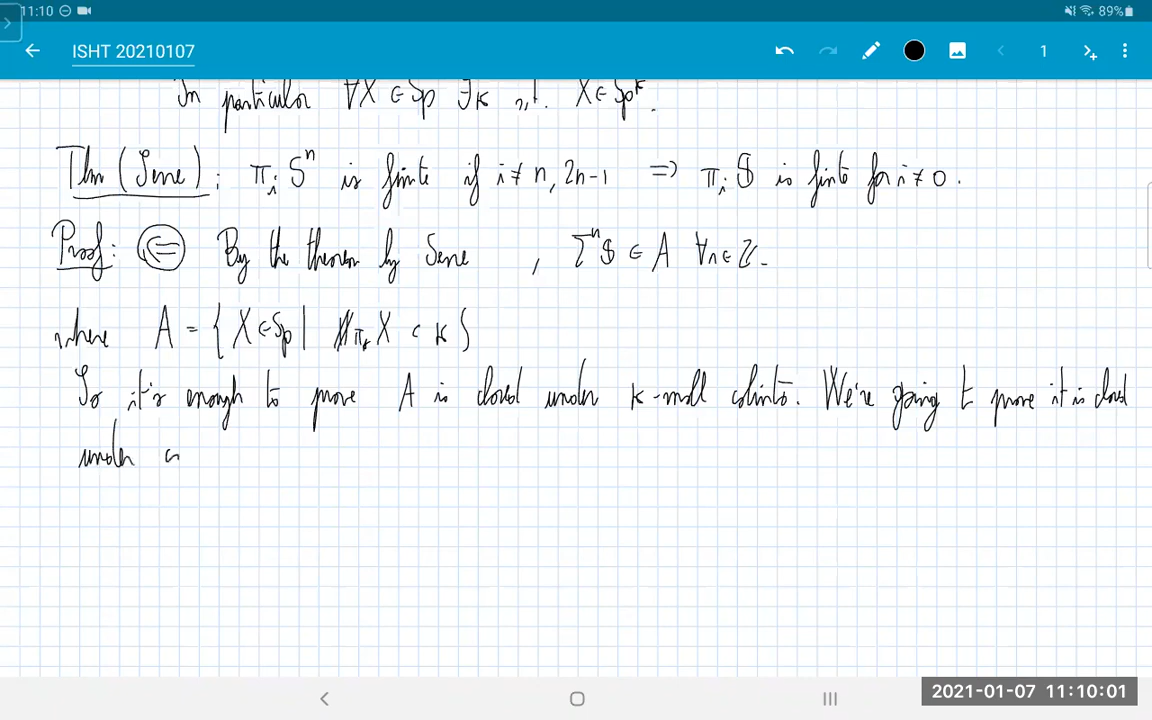 11:10
89%
ISHT 20210107
1
In particular ∀X ∈ Sp ∃κ s.t. X ∈ Sp^κ.
Thm (Serre): π_i S^n is finite if i ≠ n, 2n-1 ⇒ π_i 𝕊 is finite for i ≠ 0.
Proof: (⇐) By the theorem by Serre , Σ^n 𝕊 ∈ A ∀n ∈ ℤ.
where A = { X ∈ Sp | #π_* X < κ }
So it's enough to prove A is closed under κ-small colimits. We're going to prove it is closed
under c
2021-01-07 11:10:01